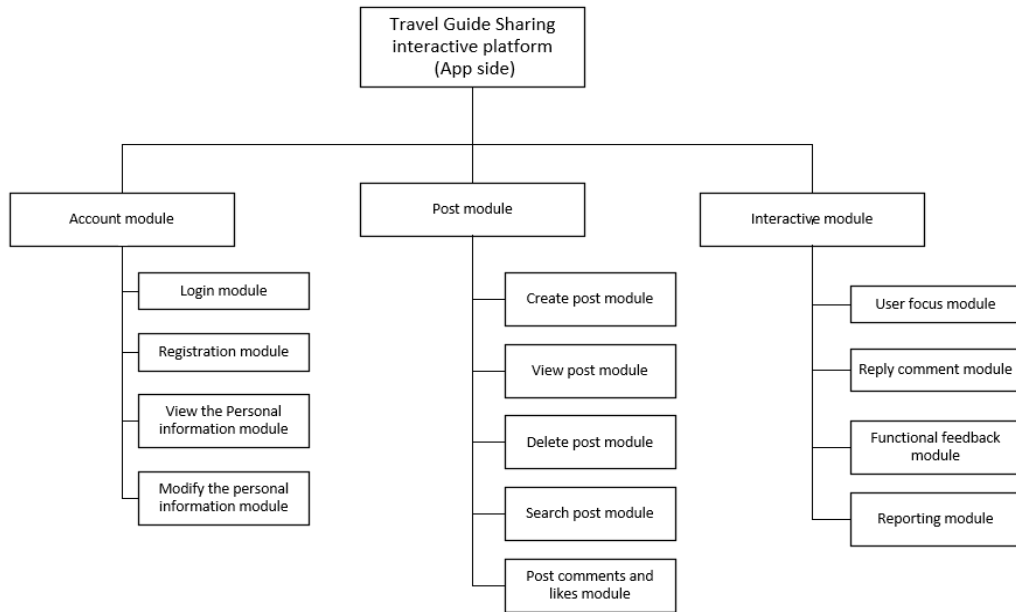 Travel Guide Sharing
interactive platform
(App side)
Account module
Post module
Interactive module
Login module
Registration module
View the Personal
information module
Modify the personal
information module
Create post module
View post module
Delete post module
Search post module
Post comments and
likes module
User focus module
Reply comment module
Functional feedback
module
Reporting module